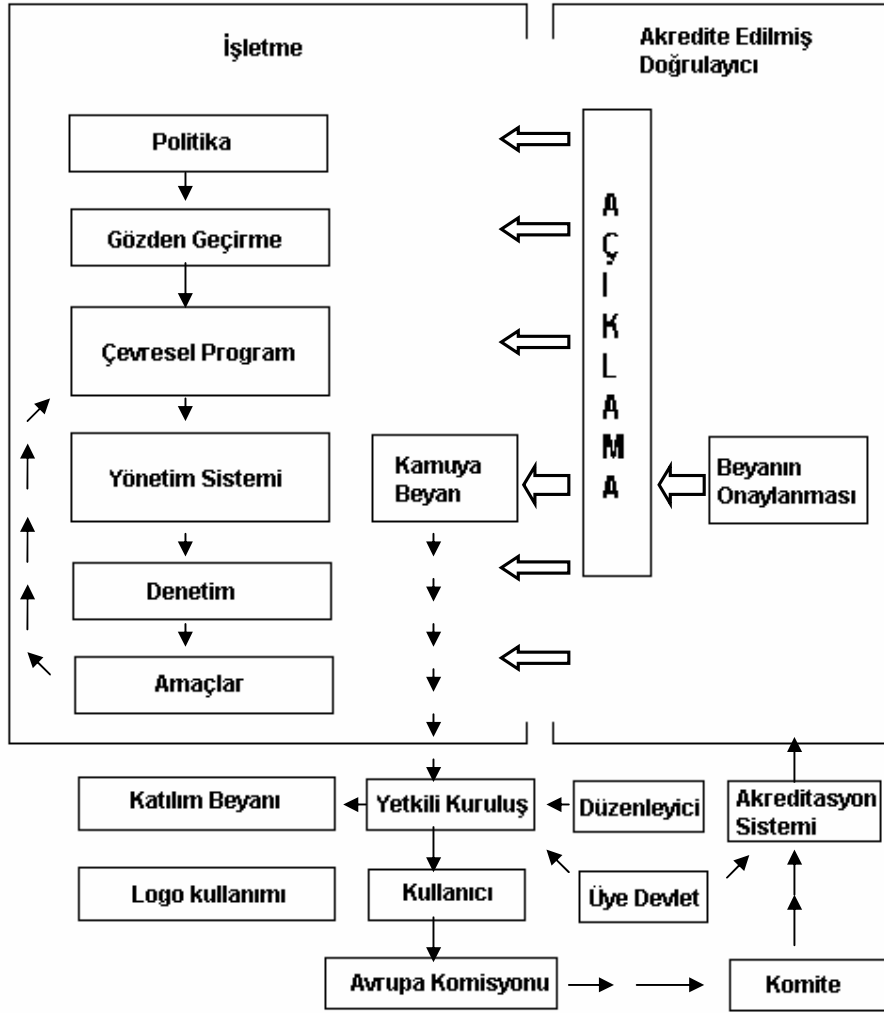 İşletme
Akredite Edilmiş
Doğrulayıcı
Politika
Gözden Geçirme
Çevresel Program
Yönetim Sistemi
Denetim
Amaçlar
Kamuya
Beyan
A
Ç
I
K
L
A
M
A
Beyanın
Onaylanması
Katılım Beyanı
Yetkili Kuruluş
Düzenleyici
Akreditasyon
Sistemi
Logo kullanımı
Kullanıcı
Üye Devlet
Avrupa Komisyonu
Komite